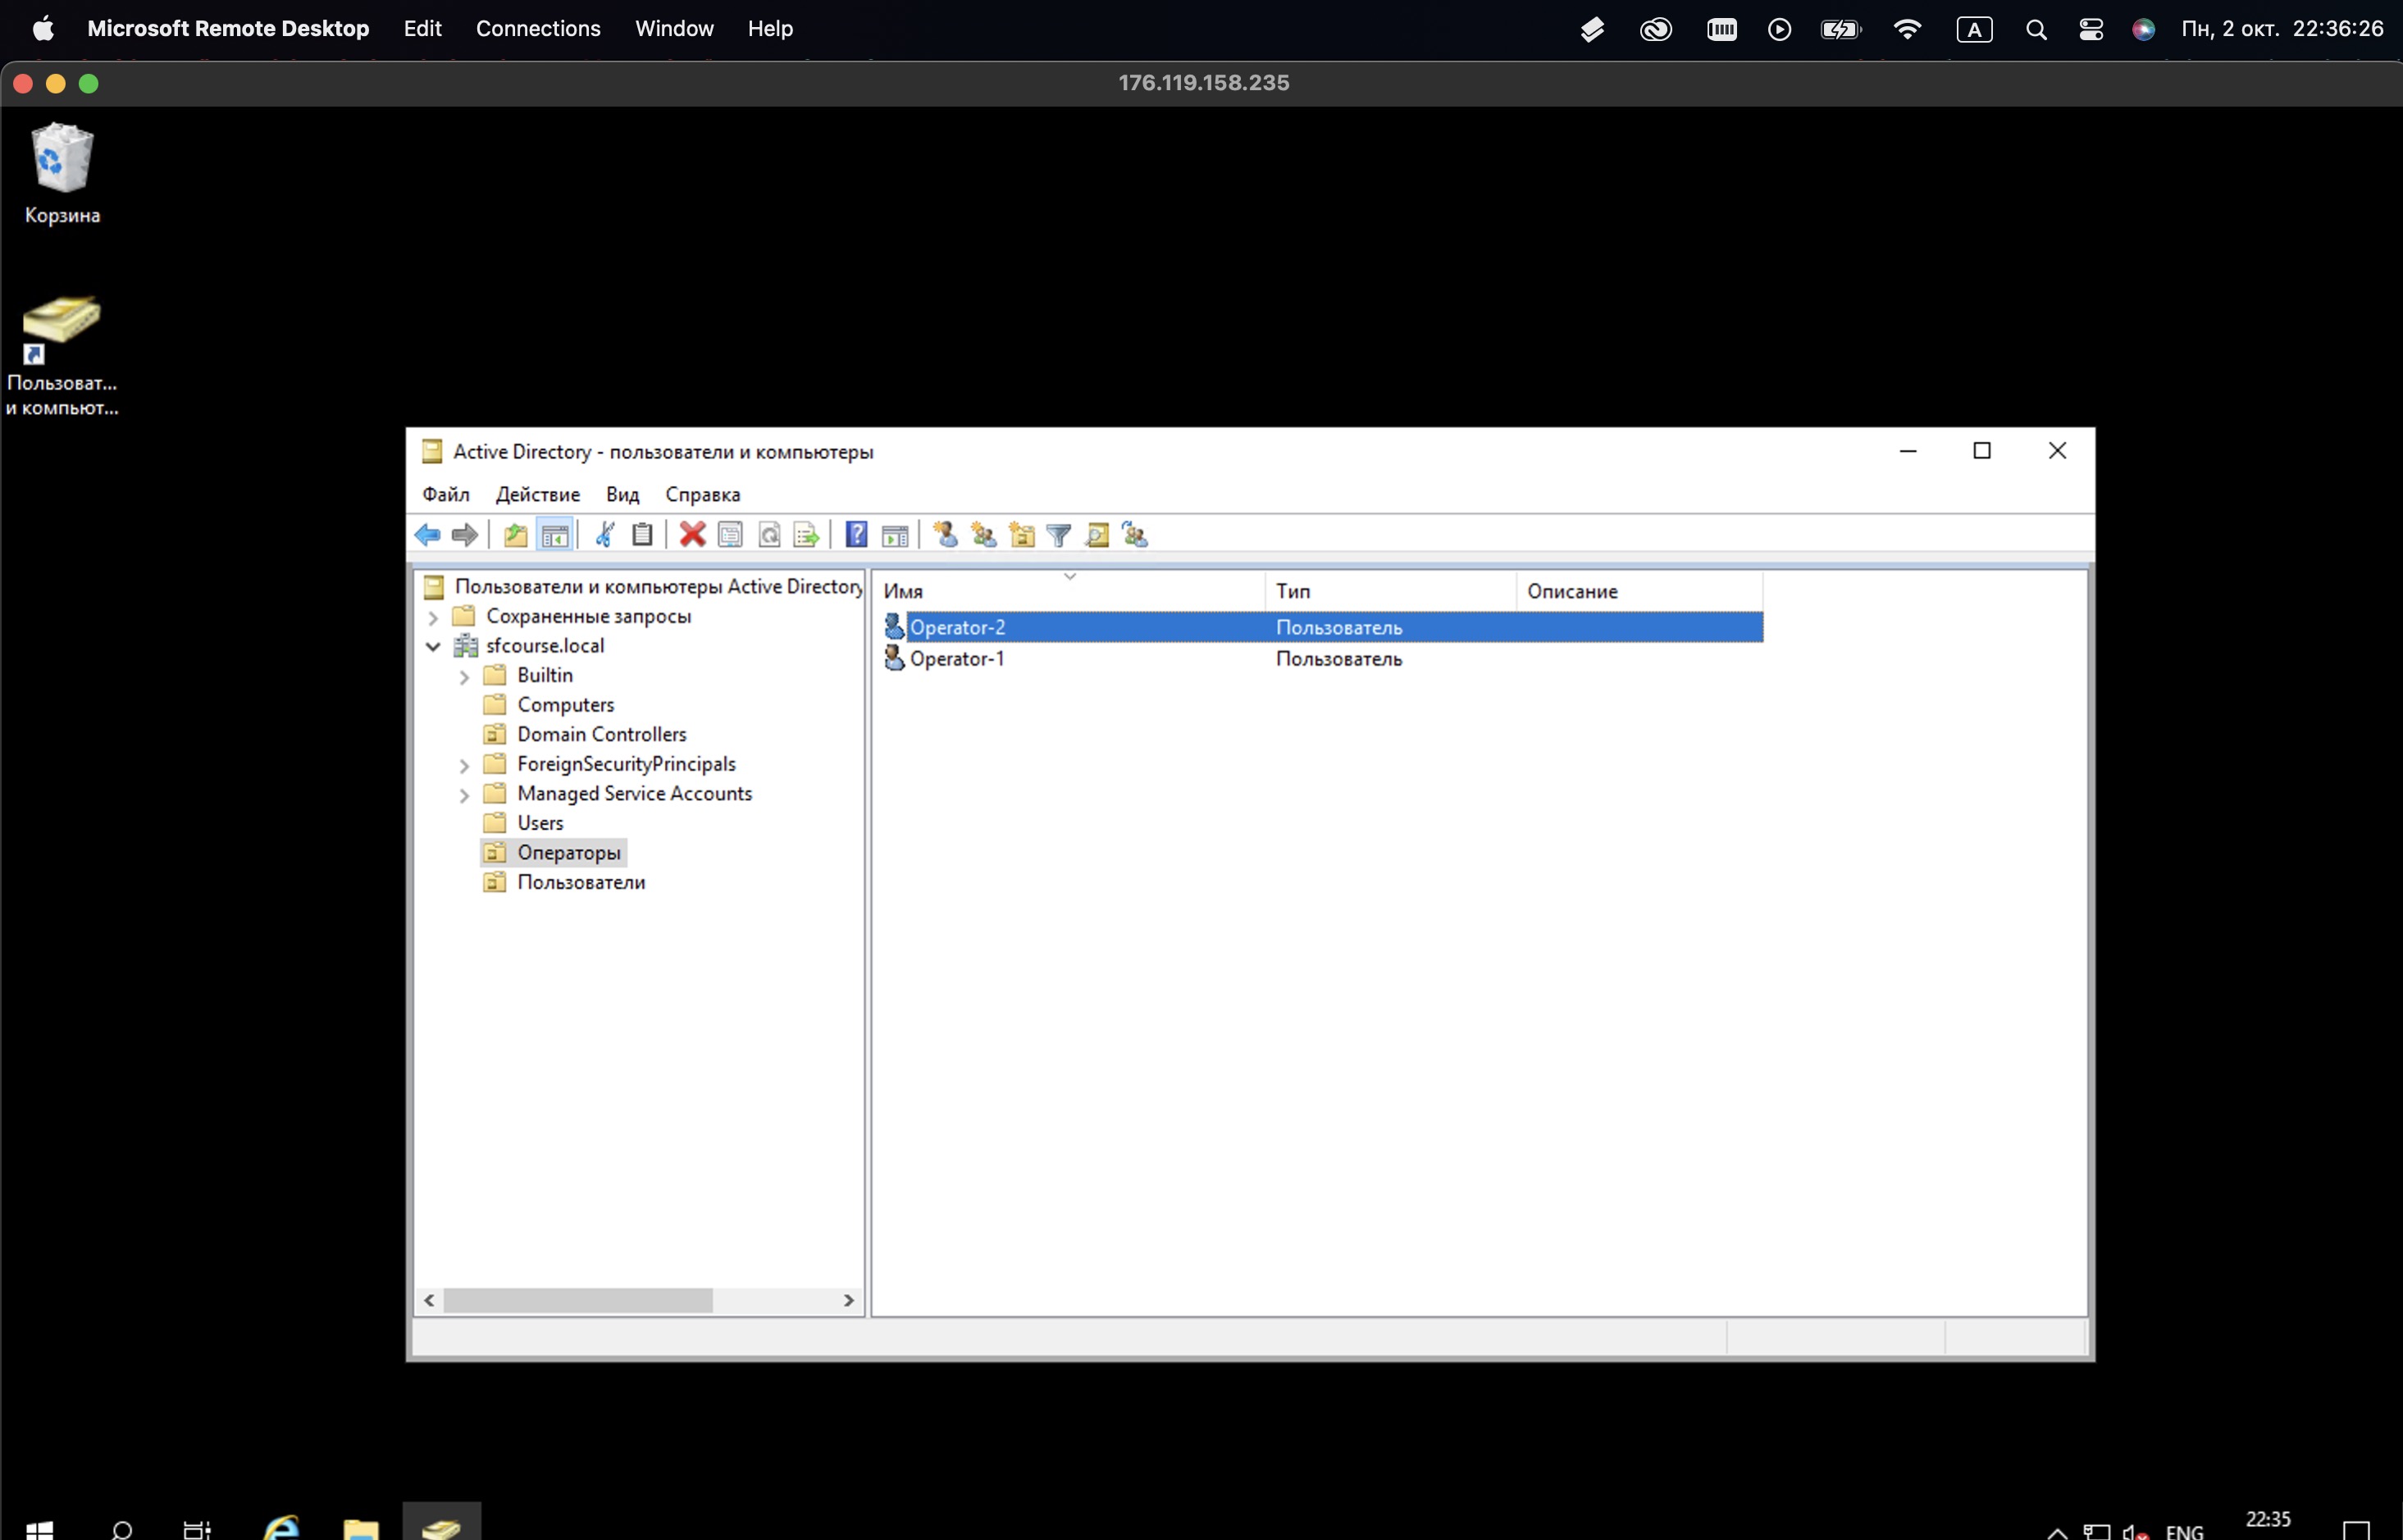 Microsoft Remote Desktop Edit Connections Window Help A Пн, 2 окт. 22:36:26
176.119.158.235
Корзина
Пользоват...
и компьют...
Active Directory - пользователи и компьютеры
Файл Действие Вид Справка
Пользователи и компьютеры Active Directory
Сохраненные запросы
sfcourse.local
Builtin
Computers
Domain Controllers
ForeignSecurityPrincipals
Managed Service Accounts
Users
Операторы
Пользователи
Имя Тип Описание
Operator-2 Пользователь
Operator-1 Пользователь
22:35
ENG